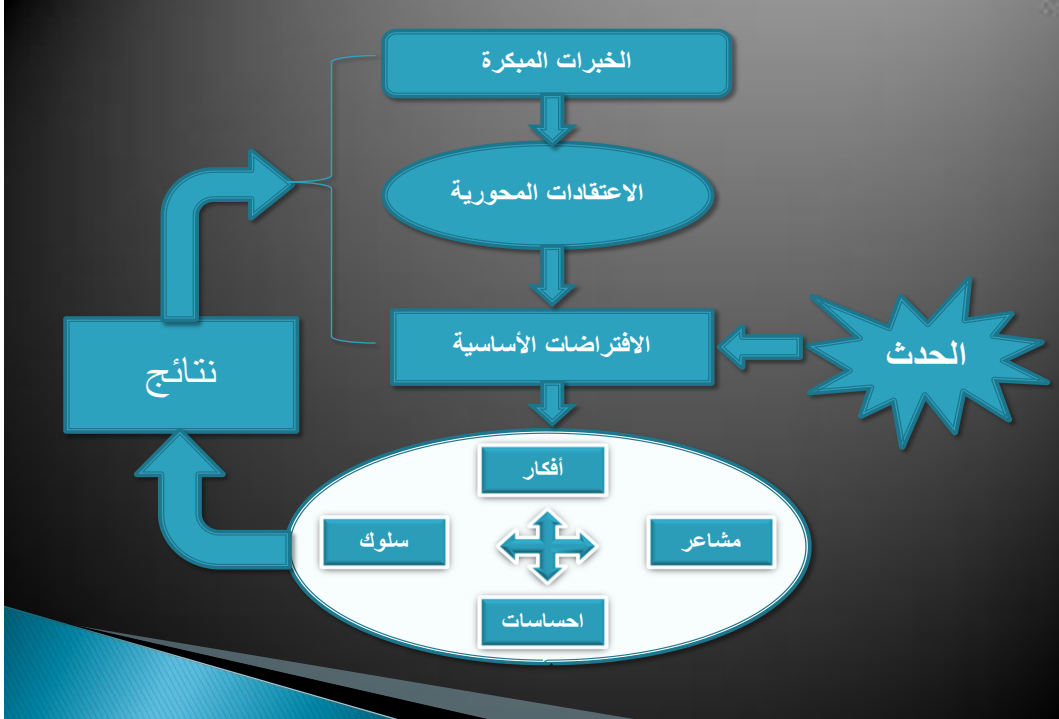 الخبرات المبكرة
الاعتقادات المحورية
الافتراضات الأساسية
الحدث
نتائج
أفكار
مشاعر
سلوك
احساسات